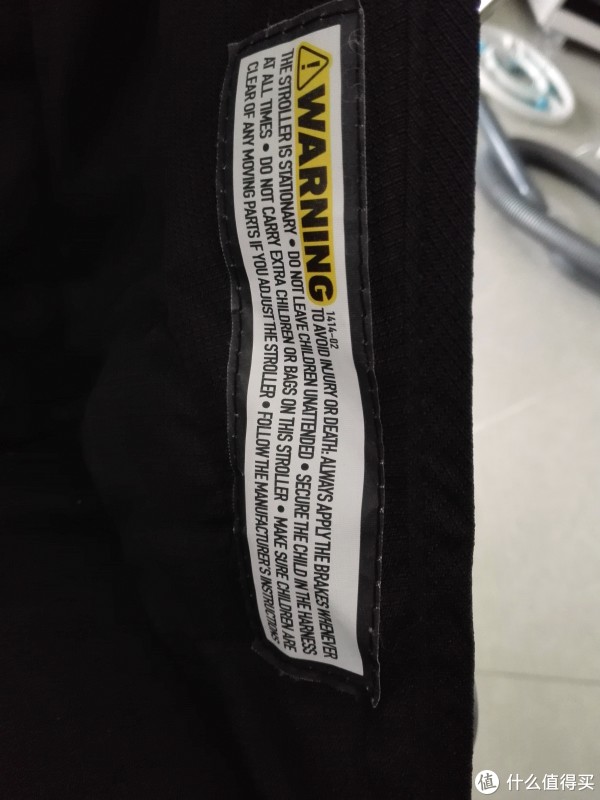 WARNING
1414-02
TO AVOID INJURY OR DEATH: ALWAYS APPLY THE BRAKES WHENEVER
THE STROLLER IS STATIONARY • DO NOT LEAVE CHILDREN UNATTENDED • SECURE THE CHILD IN THE HARNESS
AT ALL TIMES • DO NOT CARRY EXTRA CHILDREN OR BAGS ON THIS STROLLER • MAKE SURE CHILDREN ARE
CLEAR OF ANY MOVING PARTS IF YOU ADJUST THE STROLLER • FOLLOW THE MANUFACTURER'S INSTRUCTIONS
值 什么值得买